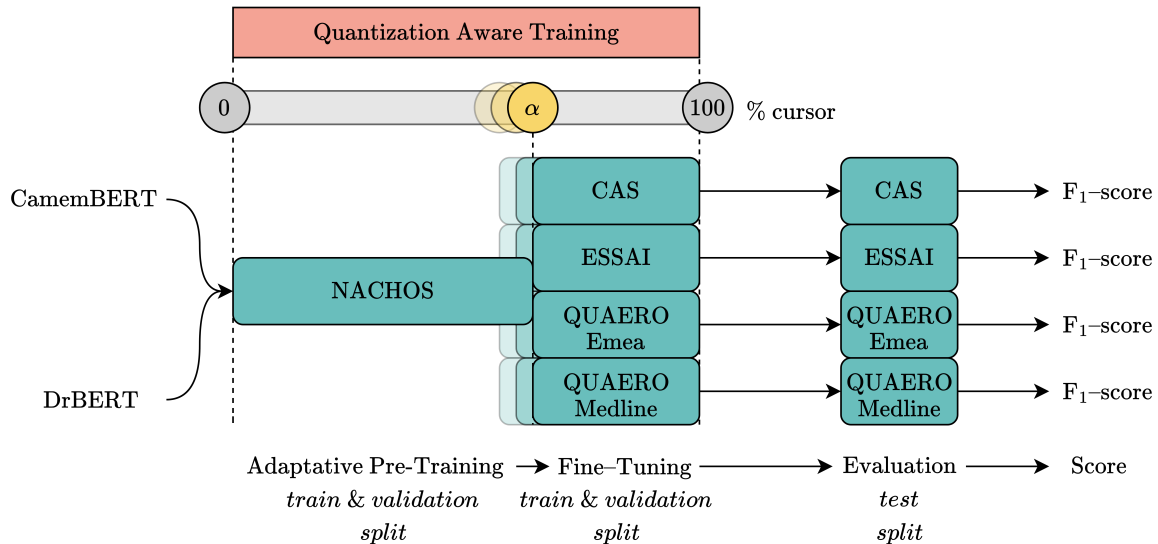 Quantization Aware Training
0
α
100
% cursor
CamemBERT
DrBERT
NACHOS
CAS
ESSAI
QUAERO
Emea
QUAERO
Medline
CAS
ESSAI
QUAERO
Emea
QUAERO
Medline
F₁–score
F₁–score
F₁–score
F₁–score
Adaptative Pre-Training
train & validation
split
Fine–Tuning
train & validation
split
Evaluation
test
split
Score